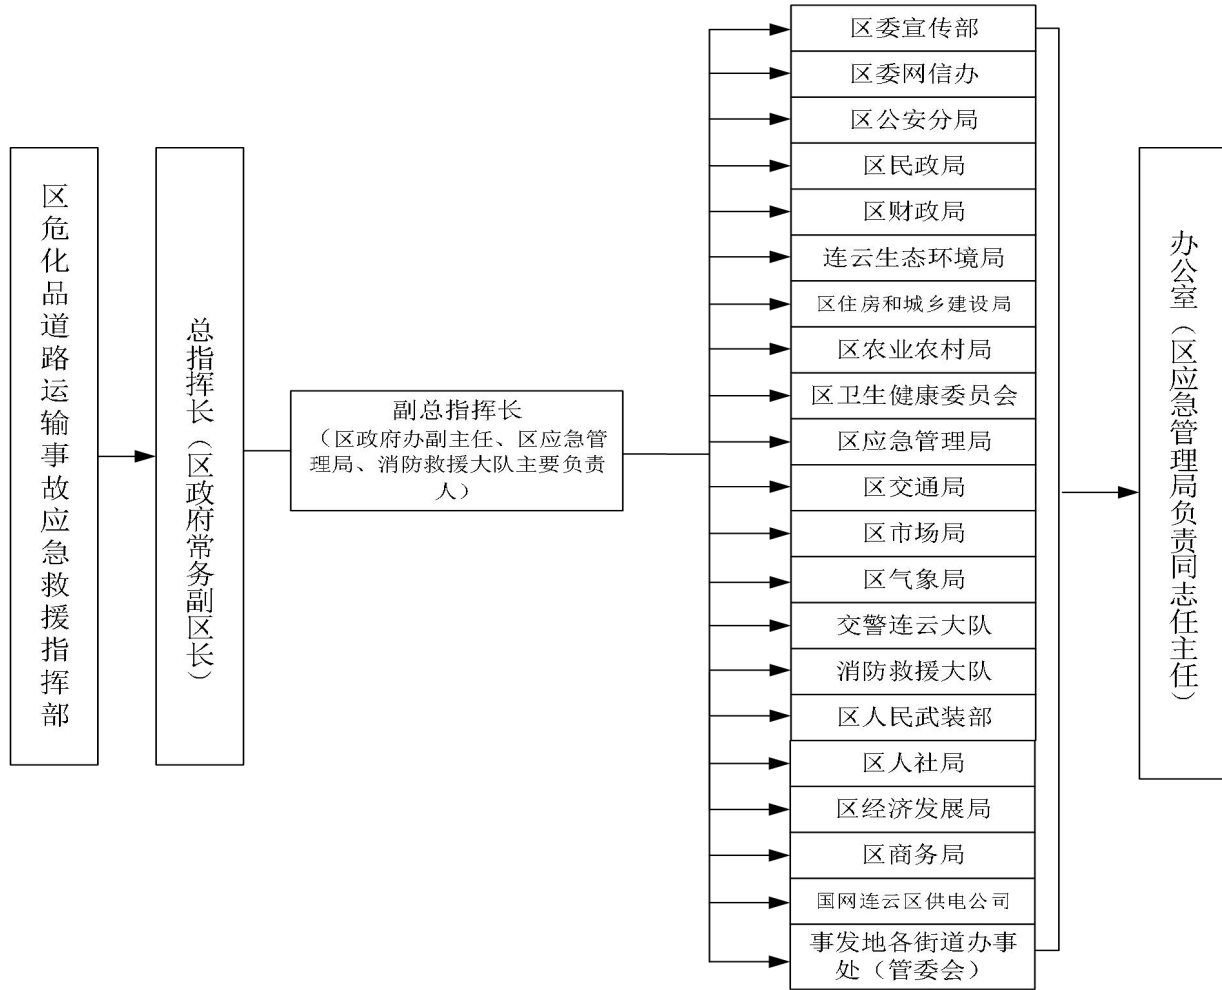 区危化品道路运输事故应急救援指挥部
总指挥长（区政府常务副区长）
副总指挥长
（区政府办副主任、区应急管
理局、消防救援大队主要负责
人）
区委宣传部
区委网信办
区公安分局
区民政局
区财政局
连云生态环境局
区住房和城乡建设局
区农业农村局
区卫生健康委员会
区应急管理局
区交通局
区市场局
区气象局
交警连云大队
消防救援大队
区人民武装部
区人社局
区经济发展局
区商务局
国网连云区供电公司
事发地各街道办事
处（管委会）
办公室（区应急管理局负责同志任主任）